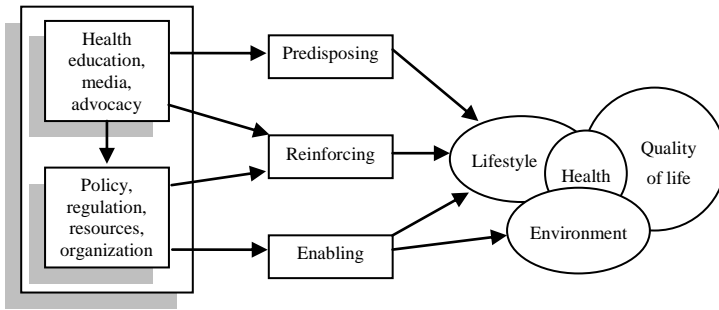 Health
education,
media,
advocacy
Policy,
regulation,
resources,
organization
Predisposing
Reinforcing
Enabling
Lifestyle
Health
Quality
of life
Environment